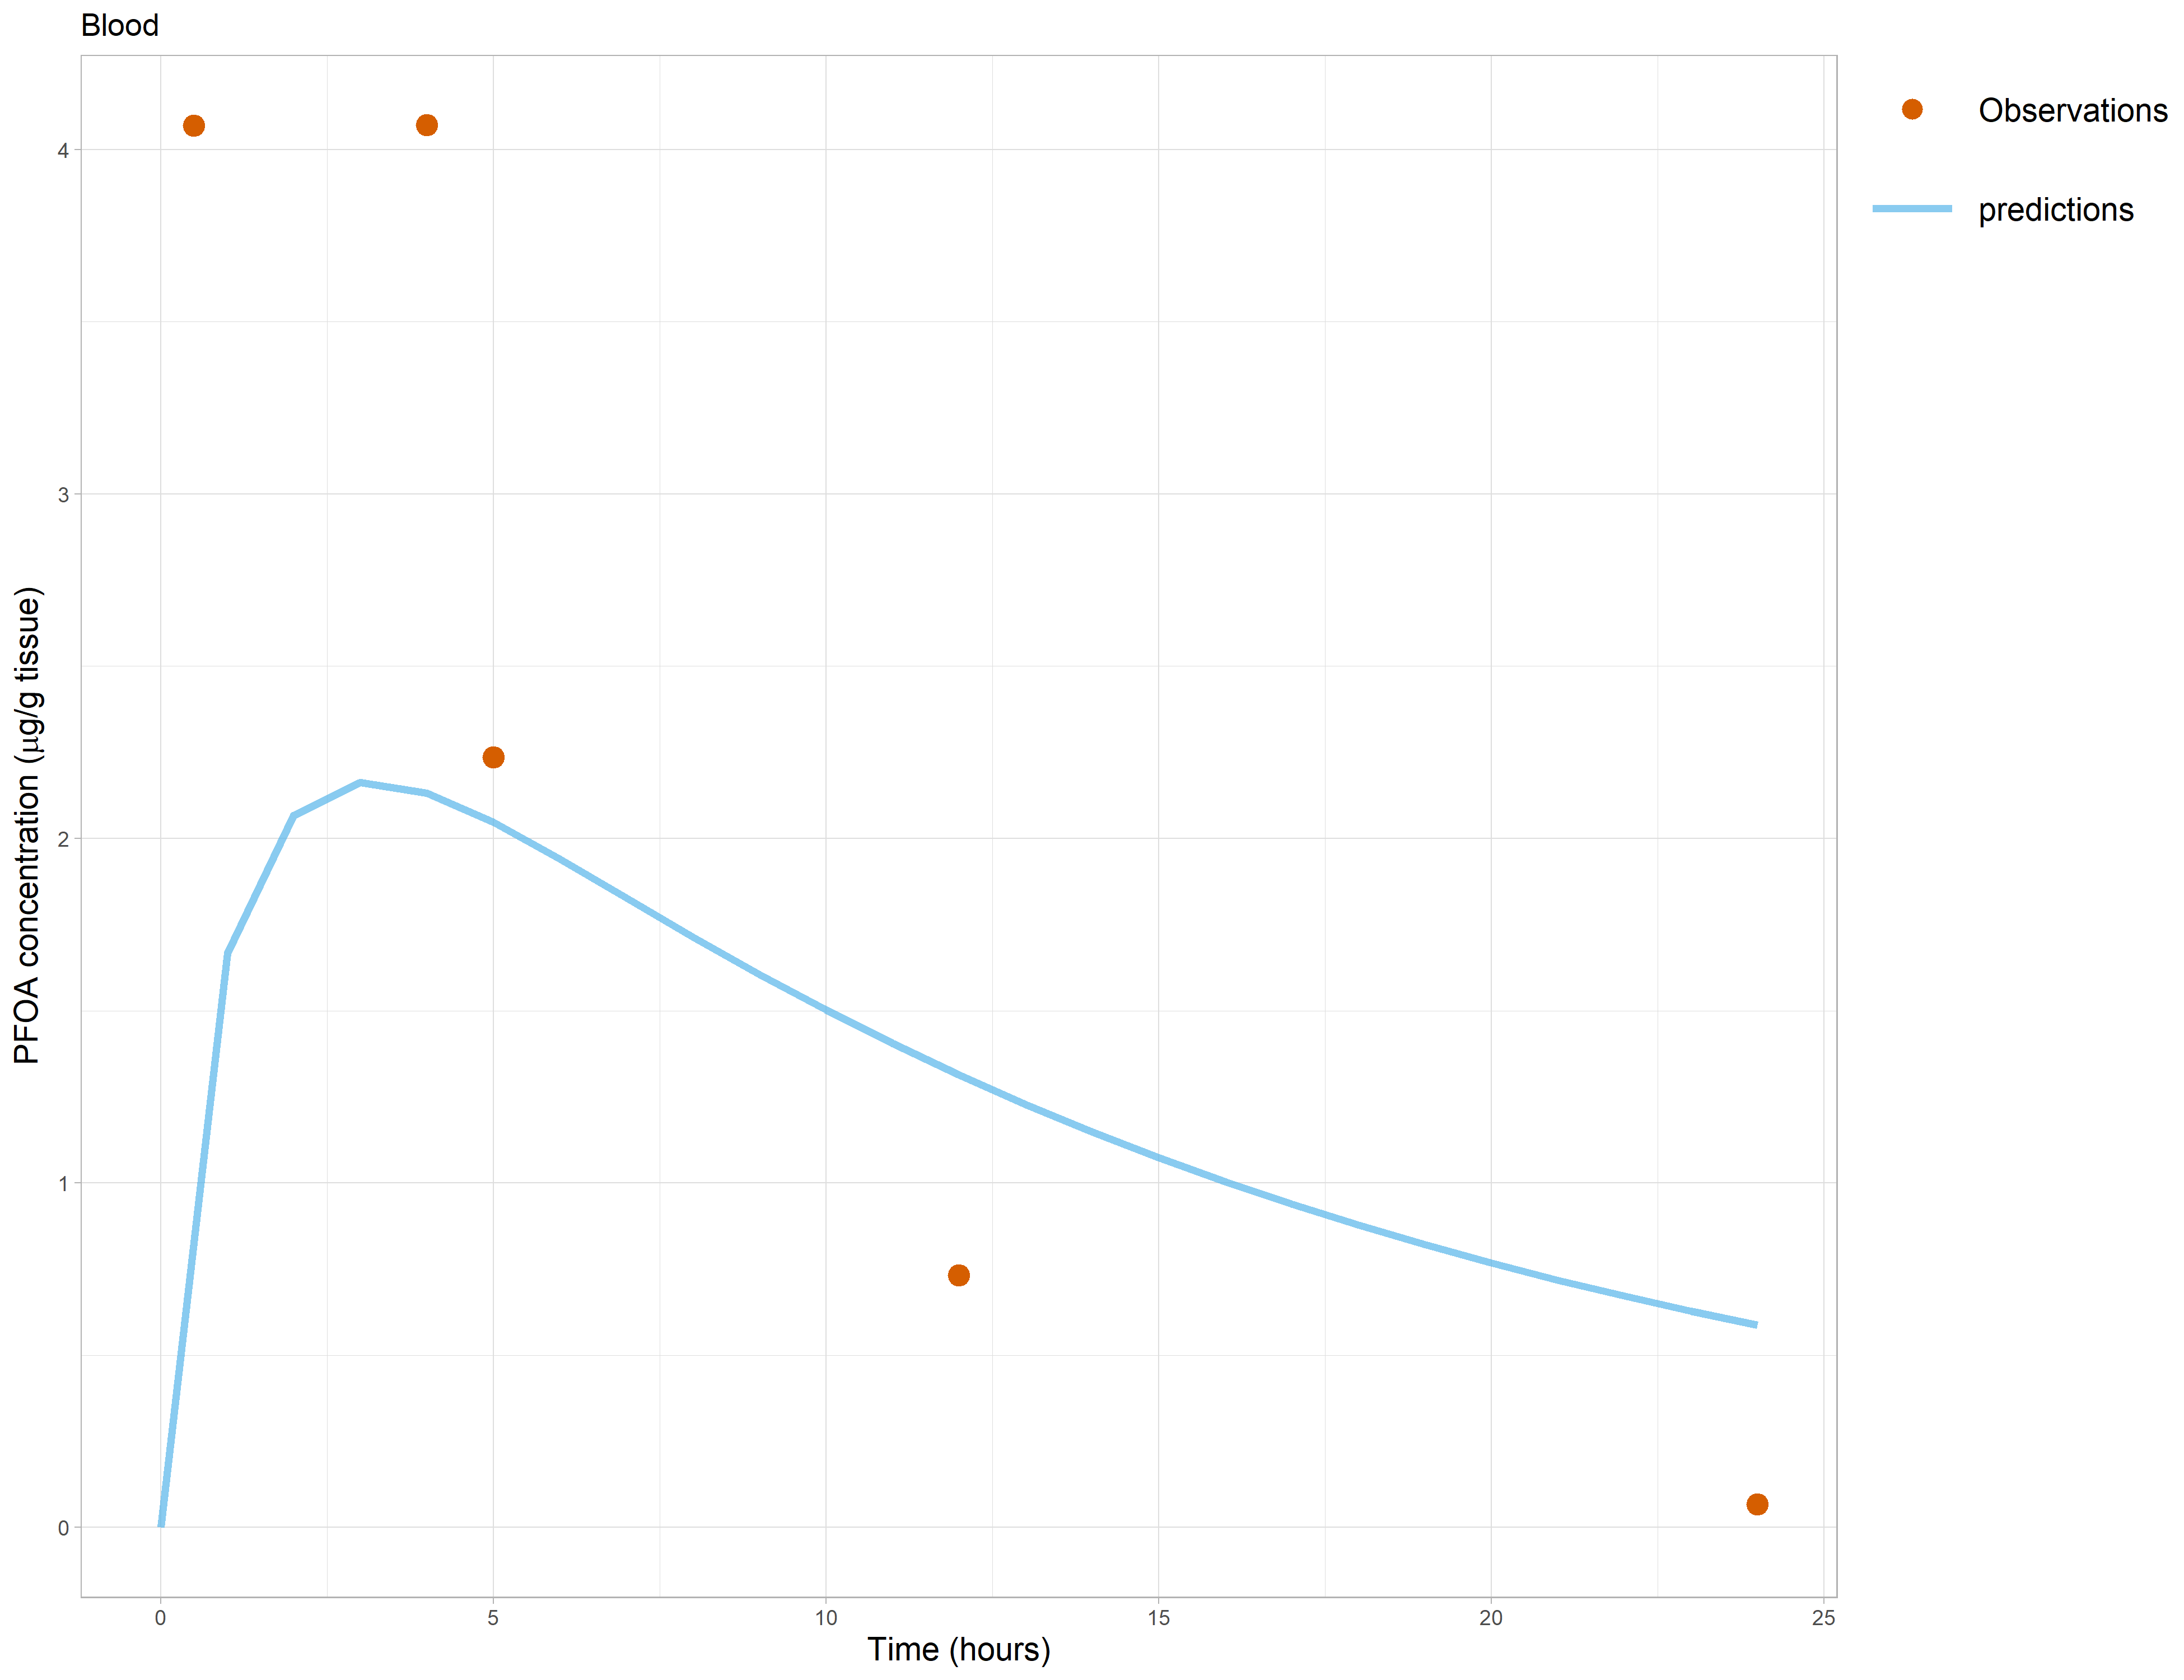 Blood
Observations
predictions
PFOA concentration (μg/g tissue)
4
3
2
1
0
0 5 10 15 20 25
Time (hours)